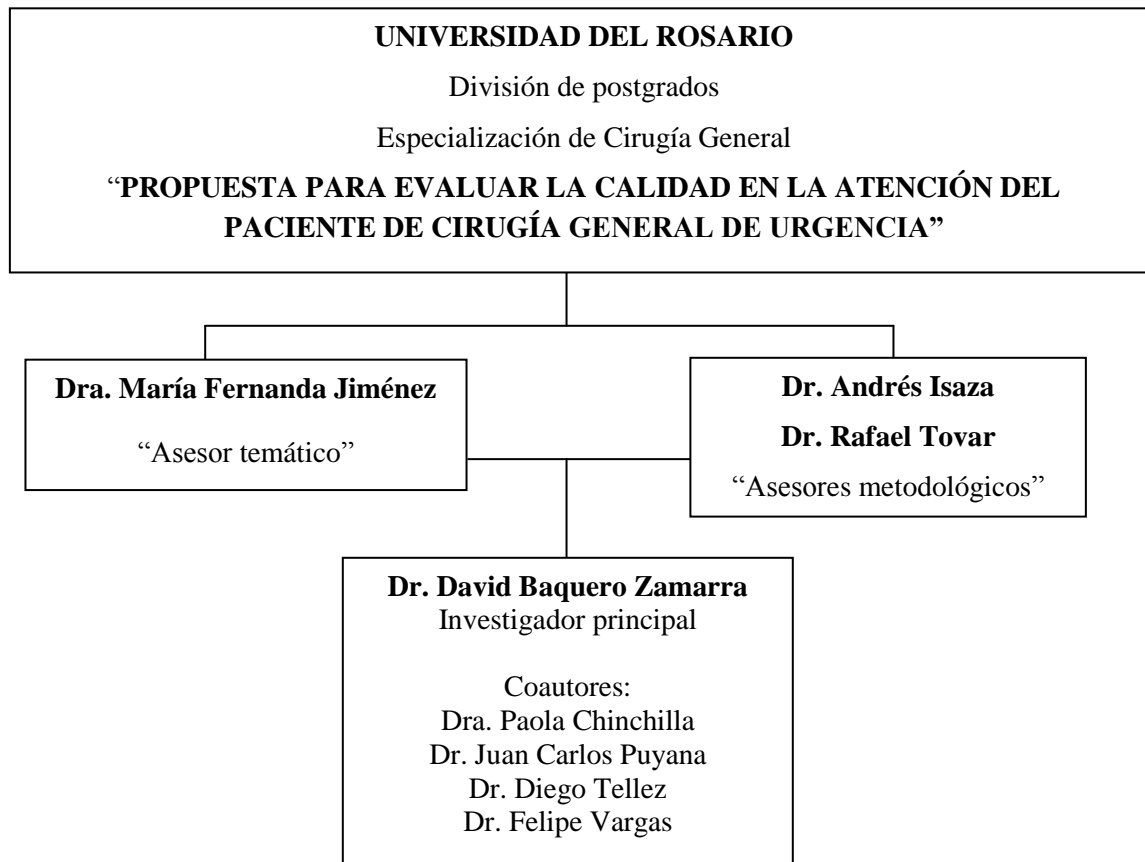 UNIVERSIDAD DEL ROSARIO
División de postgrados
Especialización de Cirugía General
“PROPUESTA PARA EVALUAR LA CALIDAD EN LA ATENCIÓN DEL
PACIENTE DE CIRUGÍA GENERAL DE URGENCIA”
Dra. María Fernanda Jiménez
“Asesor temático”
Dr. Andrés Isaza
Dr. Rafael Tovar
“Asesores metodológicos”
Dr. David Baquero Zamarra
Investigador principal
Coautores:
Dra. Paola Chinchilla
Dr. Juan Carlos Puyana
Dr. Diego Tellez
Dr. Felipe Vargas